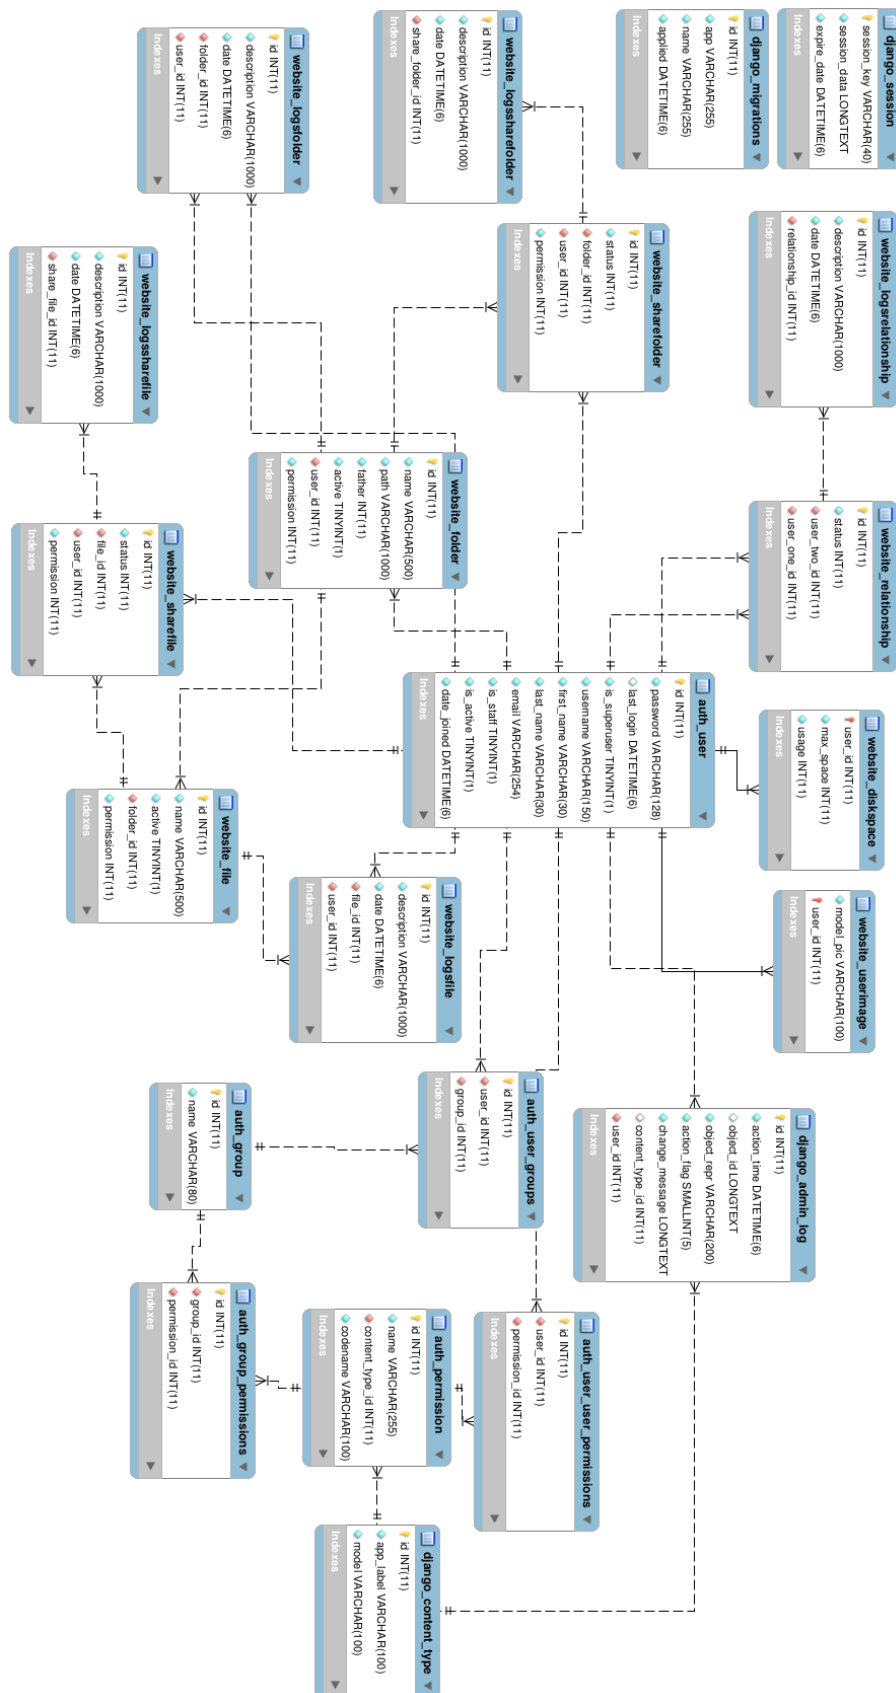 django_session
session_key VARCHAR(40)
session_data LONGTEXT
expire_date DATETIME(6)
Indexes
django_migrations
id INT(11)
app VARCHAR(255)
name VARCHAR(255)
applied DATETIME(6)
Indexes
website_logssharefolder
id INT(11)
description VARCHAR(1000)
date DATETIME(6)
share_folder_id INT(11)
Indexes
website_logsfolder
id INT(11)
description VARCHAR(1000)
date DATETIME(6)
folder_id INT(11)
user_id INT(11)
Indexes
website_logsrelationship
id INT(11)
description VARCHAR(1000)
date DATETIME(6)
relationship_id INT(11)
Indexes
website_sharefolder
id INT(11)
status INT(11)
folder_id INT(11)
user_id INT(11)
permission INT(11)
Indexes
website_logssharefile
id INT(11)
description VARCHAR(1000)
date DATETIME(6)
share_file_id INT(11)
Indexes
website_relationship
id INT(11)
status INT(11)
user_two_id INT(11)
user_one_id INT(11)
Indexes
website_folder
id INT(11)
name VARCHAR(500)
path VARCHAR(1000)
father INT(11)
active TINYINT(1)
user_id INT(11)
permission INT(11)
Indexes
website_sharefile
id INT(11)
status INT(11)
file_id INT(11)
user_id INT(11)
permission INT(11)
Indexes
website_diskspace
user_id INT(11)
max_space INT(11)
usage INT(11)
Indexes
auth_user
id INT(11)
password VARCHAR(128)
last_login DATETIME(6)
is_superuser TINYINT(1)
username VARCHAR(150)
first_name VARCHAR(30)
last_name VARCHAR(30)
email VARCHAR(254)
is_staff TINYINT(1)
is_active TINYINT(1)
date_joined DATETIME(6)
Indexes
website_file
id INT(11)
name VARCHAR(500)
active TINYINT(1)
folder_id INT(11)
permission INT(11)
Indexes
website_userimage
model_pic VARCHAR(100)
user_id INT(11)
Indexes
website_logsfile
id INT(11)
description VARCHAR(1000)
date DATETIME(6)
file_id INT(11)
user_id INT(11)
Indexes
django_admin_log
id INT(11)
action_time DATETIME(6)
object_id LONGTEXT
object_repr VARCHAR(200)
action_flag SMALLINT(5)
change_message LONGTEXT
content_type_id INT(11)
user_id INT(11)
Indexes
auth_user_groups
id INT(11)
user_id INT(11)
group_id INT(11)
Indexes
auth_group
id INT(11)
name VARCHAR(80)
Indexes
auth_user_user_permissions
id INT(11)
user_id INT(11)
permission_id INT(11)
Indexes
auth_permission
id INT(11)
name VARCHAR(255)
content_type_id INT(11)
codename VARCHAR(100)
Indexes
auth_group_permissions
id INT(11)
group_id INT(11)
permission_id INT(11)
Indexes
django_content_type
id INT(11)
app_label VARCHAR(100)
model VARCHAR(100)
Indexes